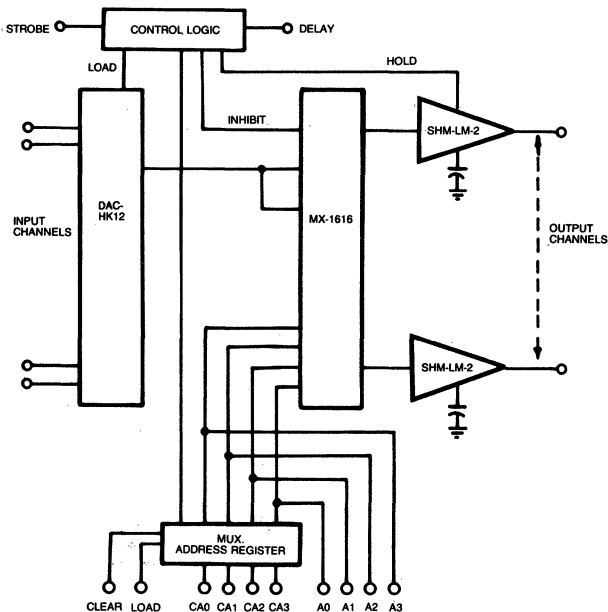 STROBE
CONTROL LOGIC
DELAY
LOAD
HOLD
INHIBIT
SHM-LM-2
DAC-
HK12
MX-1616
INPUT
CHANNELS
OUTPUT
CHANNELS
SHM-LM-2
MUX.
ADDRESS REGISTER
CLEAR
LOAD
CA0
CA1
CA2
CA3
A0
A1
A2
A3